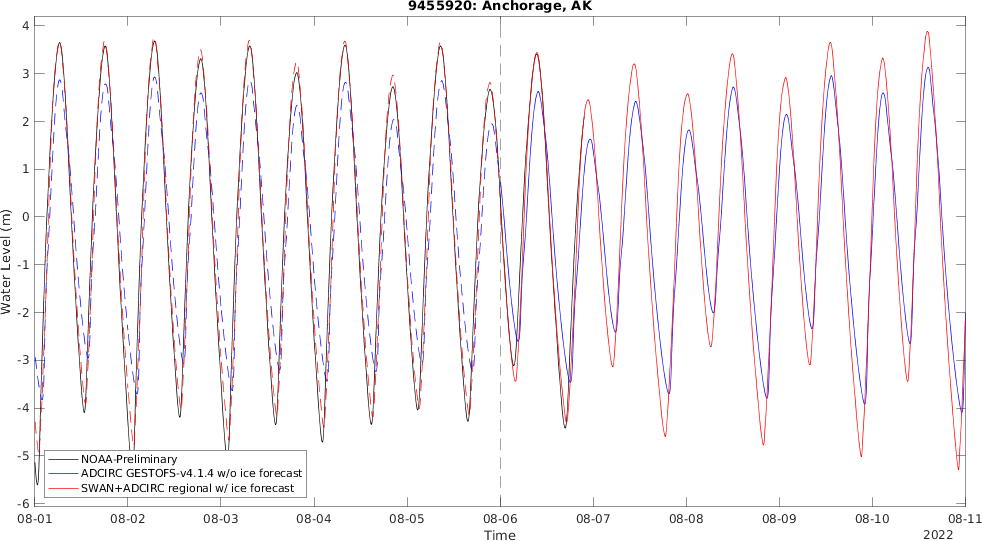 9455920: Anchorage, AK
4
3
2
1
0
-1
-2
-3
-4
-5
-6
Water Level (m)
NOAA-Preliminary
ADCIRC GESTOFS-v4.1.4 w/o ice forecast
SWAN+ADCIRC regional w/ ice forecast
08-01 08-02 08-03 08-04 08-05 08-06 08-07 08-08 08-09 08-10 08-11
Time
2022